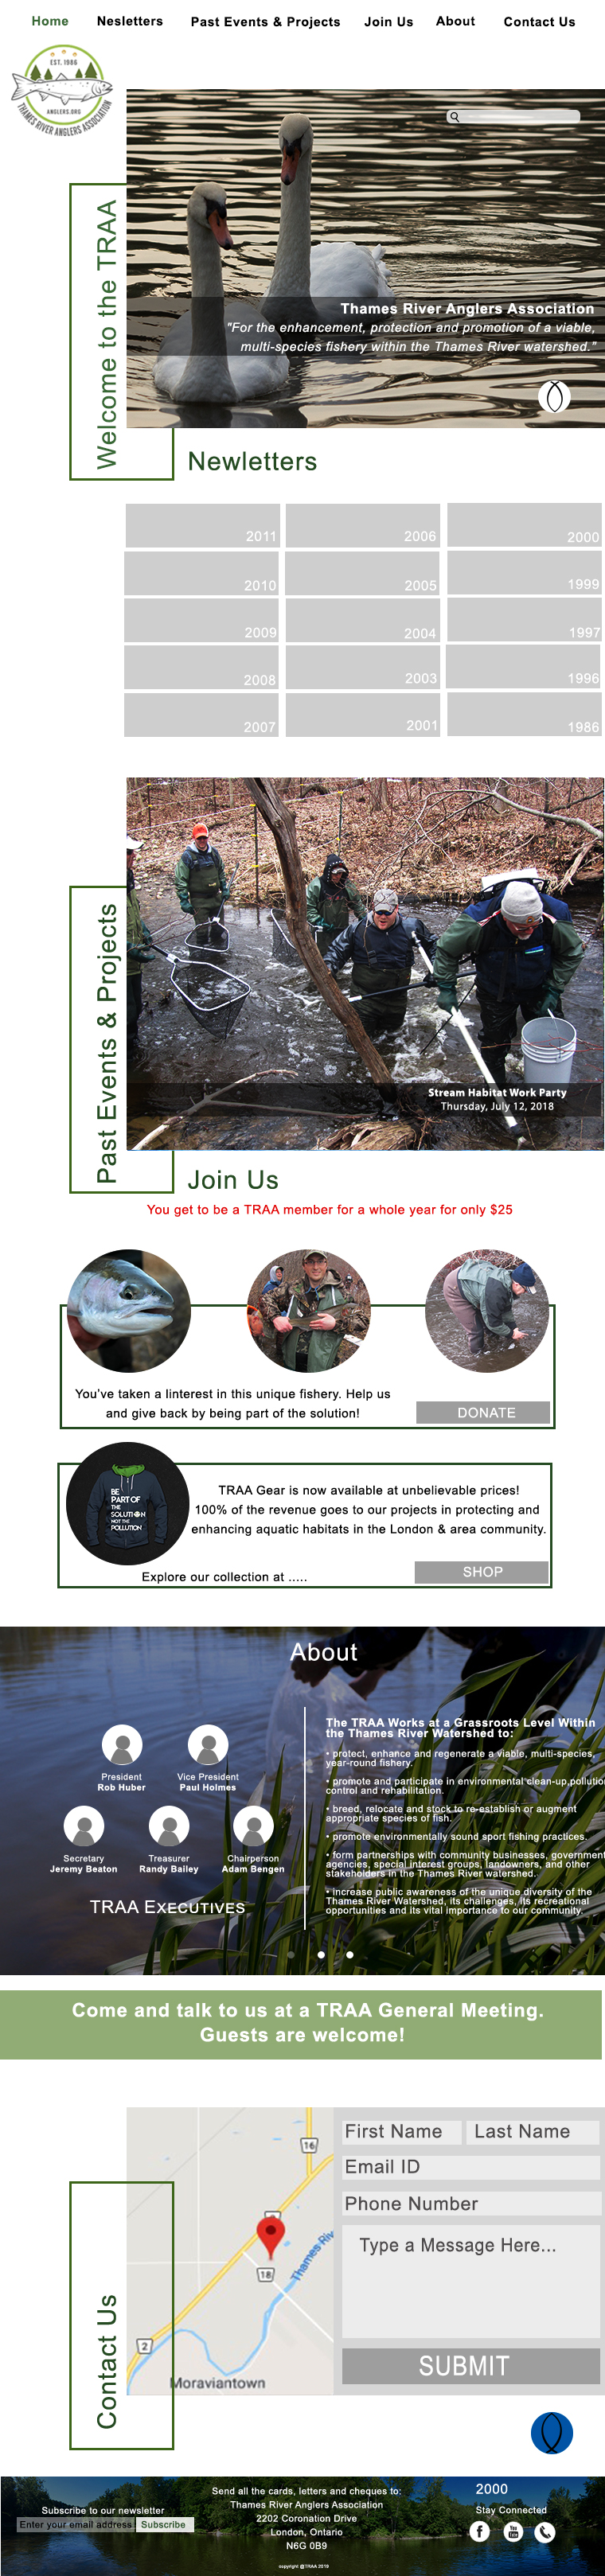 Home Nesletters Past Events & Projects Join Us About Contact Us
EST. 1986
ANGLERS.ORG
THAMES RIVER ANGLERS ASSOCIATION
Welcome to the TRAA
Thames River Anglers Association
"For the enhancement, protection and promotion of a viable,
multi-species fishery within the Thames River watershed."
Newletters
2011 2006 2000
2010 2005 1999
2009 2004 1997
2008 2003 1996
2007 2001 1986
Past Events & Projects
Stream Habitat Work Party
Thursday, July 12, 2018
Join Us
You get to be a TRAA member for a whole year for only $25
You've taken a linterest in this unique fishery. Help us
and give back by being part of the solution!
DONATE
BE
PART OF
THE
SOLUTION
NOT THE
POLLUTION
TRAA Gear is now available at unbelievable prices!
100% of the revenue goes to our projects in protecting and
enhancing aquatic habitats in the London & area community.
Explore our collection at .....
SHOP
About
President
Rob Huber
Vice President
Paul Holmes
Secretary
Jeremy Beaton
Treasurer
Randy Bailey
Chairperson
Adam Bengen
TRAA Executives
The TRAA Works at a Grassroots Level Within
the Thames River Watershed to:
• protect, enhance and regenerate a viable, multi-species,
year-round fishery.
• promote and participate in environmental clean-up,pollutio
control and rehabilitation.
• breed, relocate and stock to re-establish or augment
appropriate species of fish.
• promote environmentally sound sport fishing practices.
• form partnerships with community businesses, government
agencies, special interest groups, landowners, and other
stakeholders in the Thames River watershed.
• increase public awareness of the unique diversity of the
Thames River Watershed, its challenges, its recreational
opportunities and its vital importance to our community.
Come and talk to us at a TRAA General Meeting.
Guests are welcome!
Contact Us
16
18
2
Thames Riv
Moraviantown
First Name Last Name
Email ID
Phone Number
Type a Message Here...
SUBMIT
Subscribe to our newsletter
Enter your email address Subscribe
Send all the cards, letters and cheques to:
Thames River Anglers Association
2202 Coronation Drive
London, Ontario
N6G 0B9
copyright @TRAA 2019
2000
Stay Connected
You
Tube